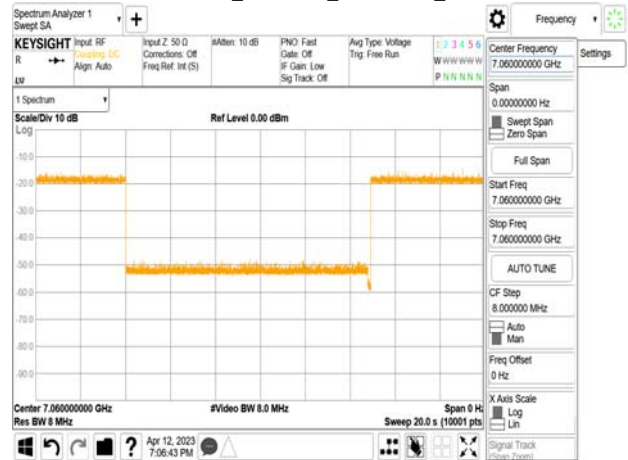 Spectrum Analyzer 1
Swept SA
+
Frequency
KEYSIGHT
R
Input: RF
Coupling: DC
Align: Auto
Input Z: 50 Ω
Corrections: Off
Freq Ref: Int (S)
#Atten: 10 dB
PNO: Fast
Gate: Off
IF Gain: Low
Sig Track: Off
Avg Type: Voltage
Trig: Free Run
1 2 3 4 5 6
W W W W W W
P N N N N N
1 Spectrum
Scale/Div 10 dB
Ref Level 0.00 dBm
Log
-10.0
-20.0
-30.0
-40.0
-50.0
-60.0
-70.0
-80.0
-90.0
Center 7.060000000 GHz
Res BW 8 MHz
#Video BW 8.0 MHz
Span 0 Hz
Sweep 20.0 s (10001 pts
Apr 12, 2023
7:06:43 PM
Center Frequency
7.060000000 GHz
Settings
Span
0.00000000 Hz
Swept Span
Zero Span
Full Span
Start Freq
7.060000000 GHz
Stop Freq
7.060000000 GHz
AUTO TUNE
CF Step
8.000000 MHz
Auto
Man
Freq Offset
0 Hz
X Axis Scale
Log
Lin
Signal Track
(Span Zoom)